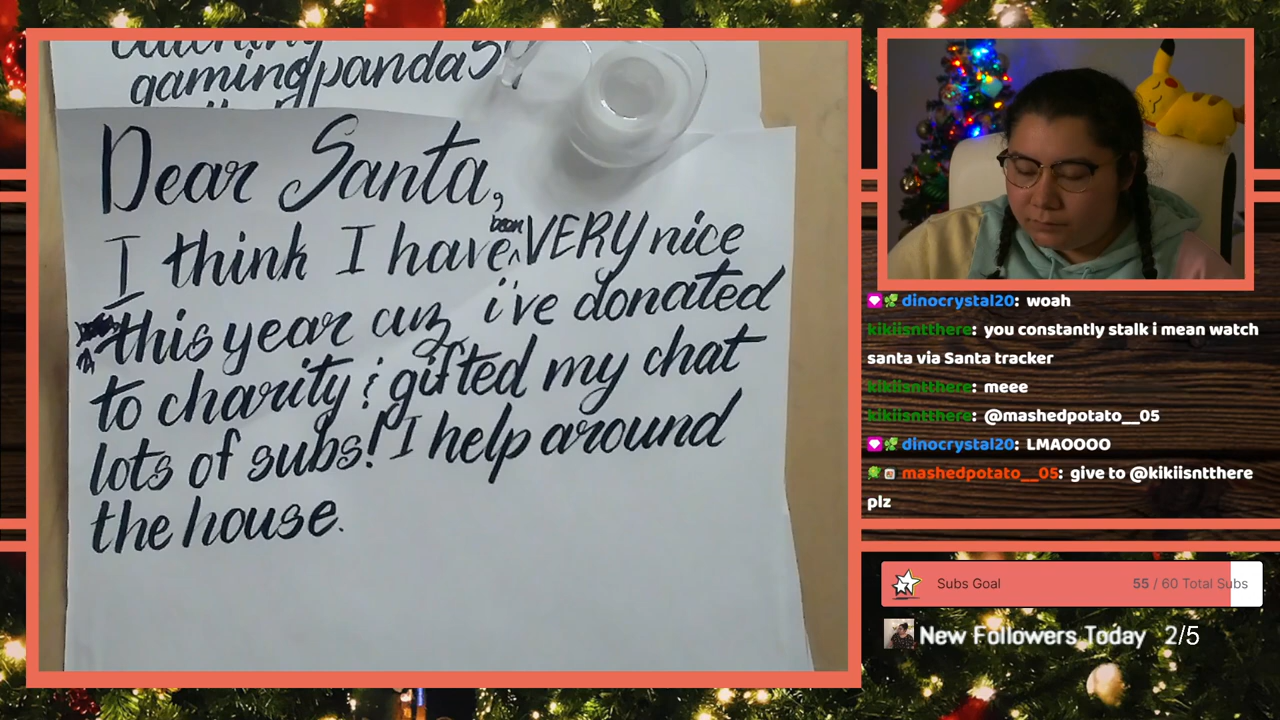 catching
gamingpandas
Dear Santa,
I think I have been VERY nice
this year cuz i've donated
to charity & gifted my chat
lots of subs! I help around
the house.
dinocrystal20: woah
kikiisntthere: you constantly stalk i mean watch
santa via Santa tracker
kikiisntthere: meee
kikiisntthere: @mashedpotato__05
dinocrystal20: LMAOOOO
mashedpotato__05: give to @kikiisntthere
plz
Subs Goal 55 / 60 Total Subs
New Followers Today 2/5